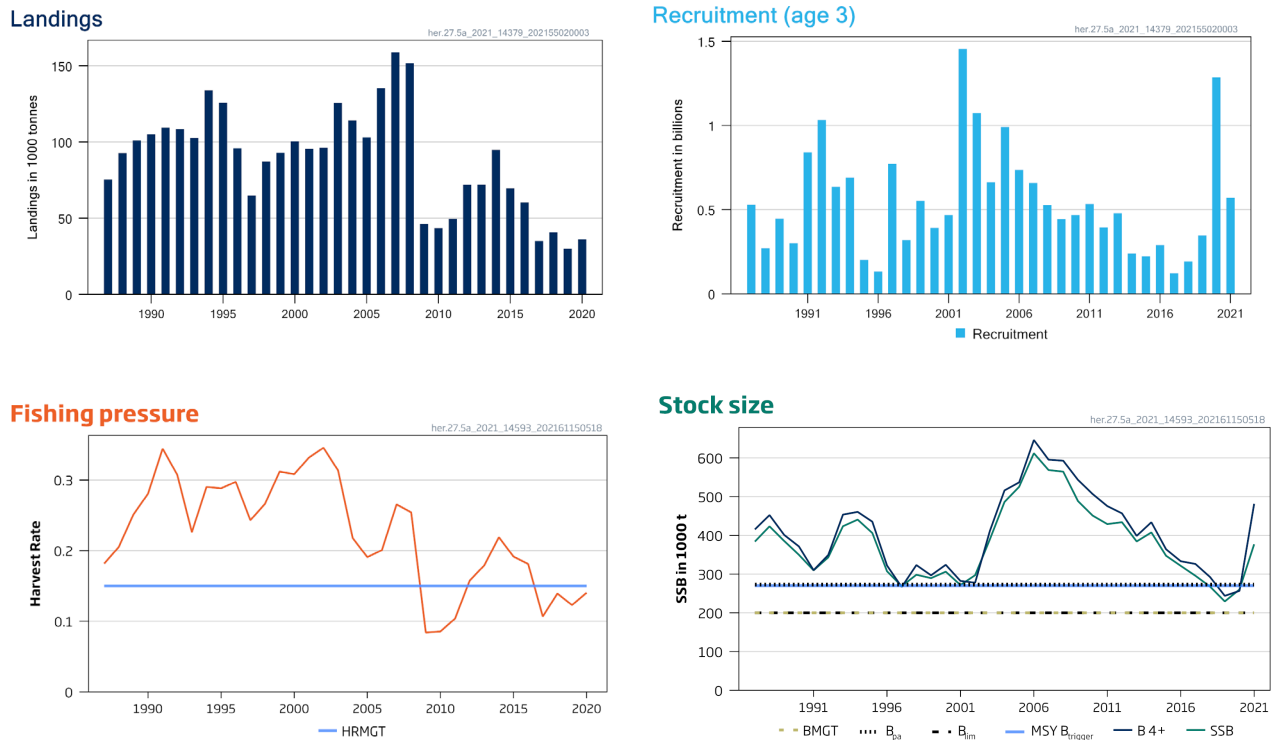 Landings
her.27.5a_2021_14379_202155020003
Landings in 1000 tonnes
150
100
50
0
1990 1995 2000 2005 2010 2015 2020
Recruitment (age 3)
her.27.5a_2021_14379_202155020003
Recruitment in billions
1.5
1
0.5
0
1991 1996 2001 2006 2011 2016 2021
Recruitment
Fishing pressure
her.27.5a_2021_14593_202161150518
Harvest Rate
0.3
0.2
0.1
0
1990 1995 2000 2005 2010 2015 2020
HRMGT
Stock size
her.27.5a_2021_14593_202161150518
SSB in 1000 t
600
500
400
300
200
100
0
1991 1996 2001 2006 2011 2016 2021
BMGT Bpa Blim MSY Btrigger B 4+ SSB